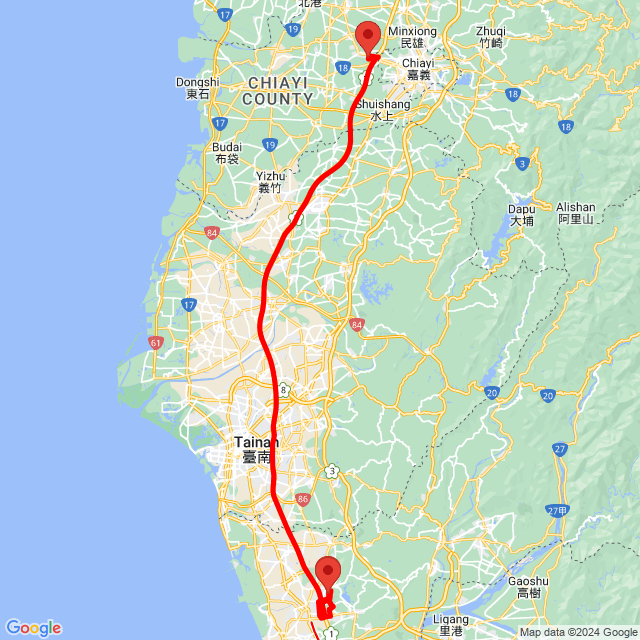 北港
Minxiong
民雄
Zhuqi
竹崎
18
Chiayi
嘉義
Dongshi
東石
CHIAYI
COUNTY
18
Shuishang
水上
17
18
19
3
Budai
布袋
Yizhu
義竹
Dapu
大埔
Alishan
阿里山
84
17
84
61
8
20
20
Tainan
臺南
27
3
86
27甲
Gaoshu
高樹
Ligang
里港
1
Google
Map data ©2024 Google